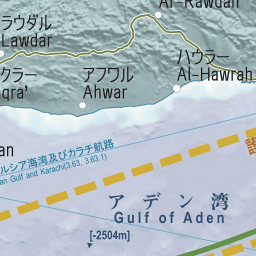 Al-Rawdah
ラウダル
Lawdar
ハウラー
Al-Hawrah
クラー
qra'
アフワル
Ahwar
an
ルシア海湾及びカラチ航路
an Gulf and Karachi(3.63, 3.63.1)
アデン湾
Gulf of Aden
[-2504m]